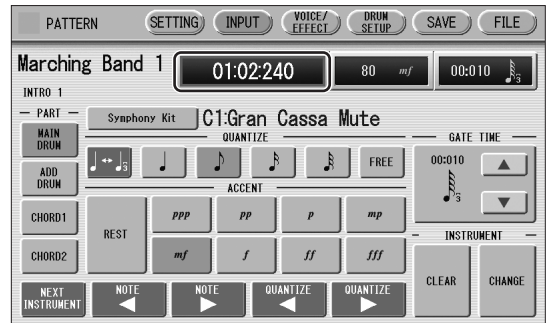 PATTERN SETTING INPUT VOICE/ EFFECT DRUM SETUP SAVE FILE
Marching Band 1 01:02:240 80 mf 00:010 3
INTRO 1
PART Symphony Kit C1:Gran Cassa Mute
MAIN DRUM
QUANTIZE
3 FREE
GATE TIME
00:010
3
ADD DRUM
ACCENT
CHORD1
REST ppp pp p mp
CHORD2
mf f ff fff
INSTRUMENT
CLEAR CHANGE
NEXT INSTRUMENT NOTE NOTE QUANTIZE QUANTIZE